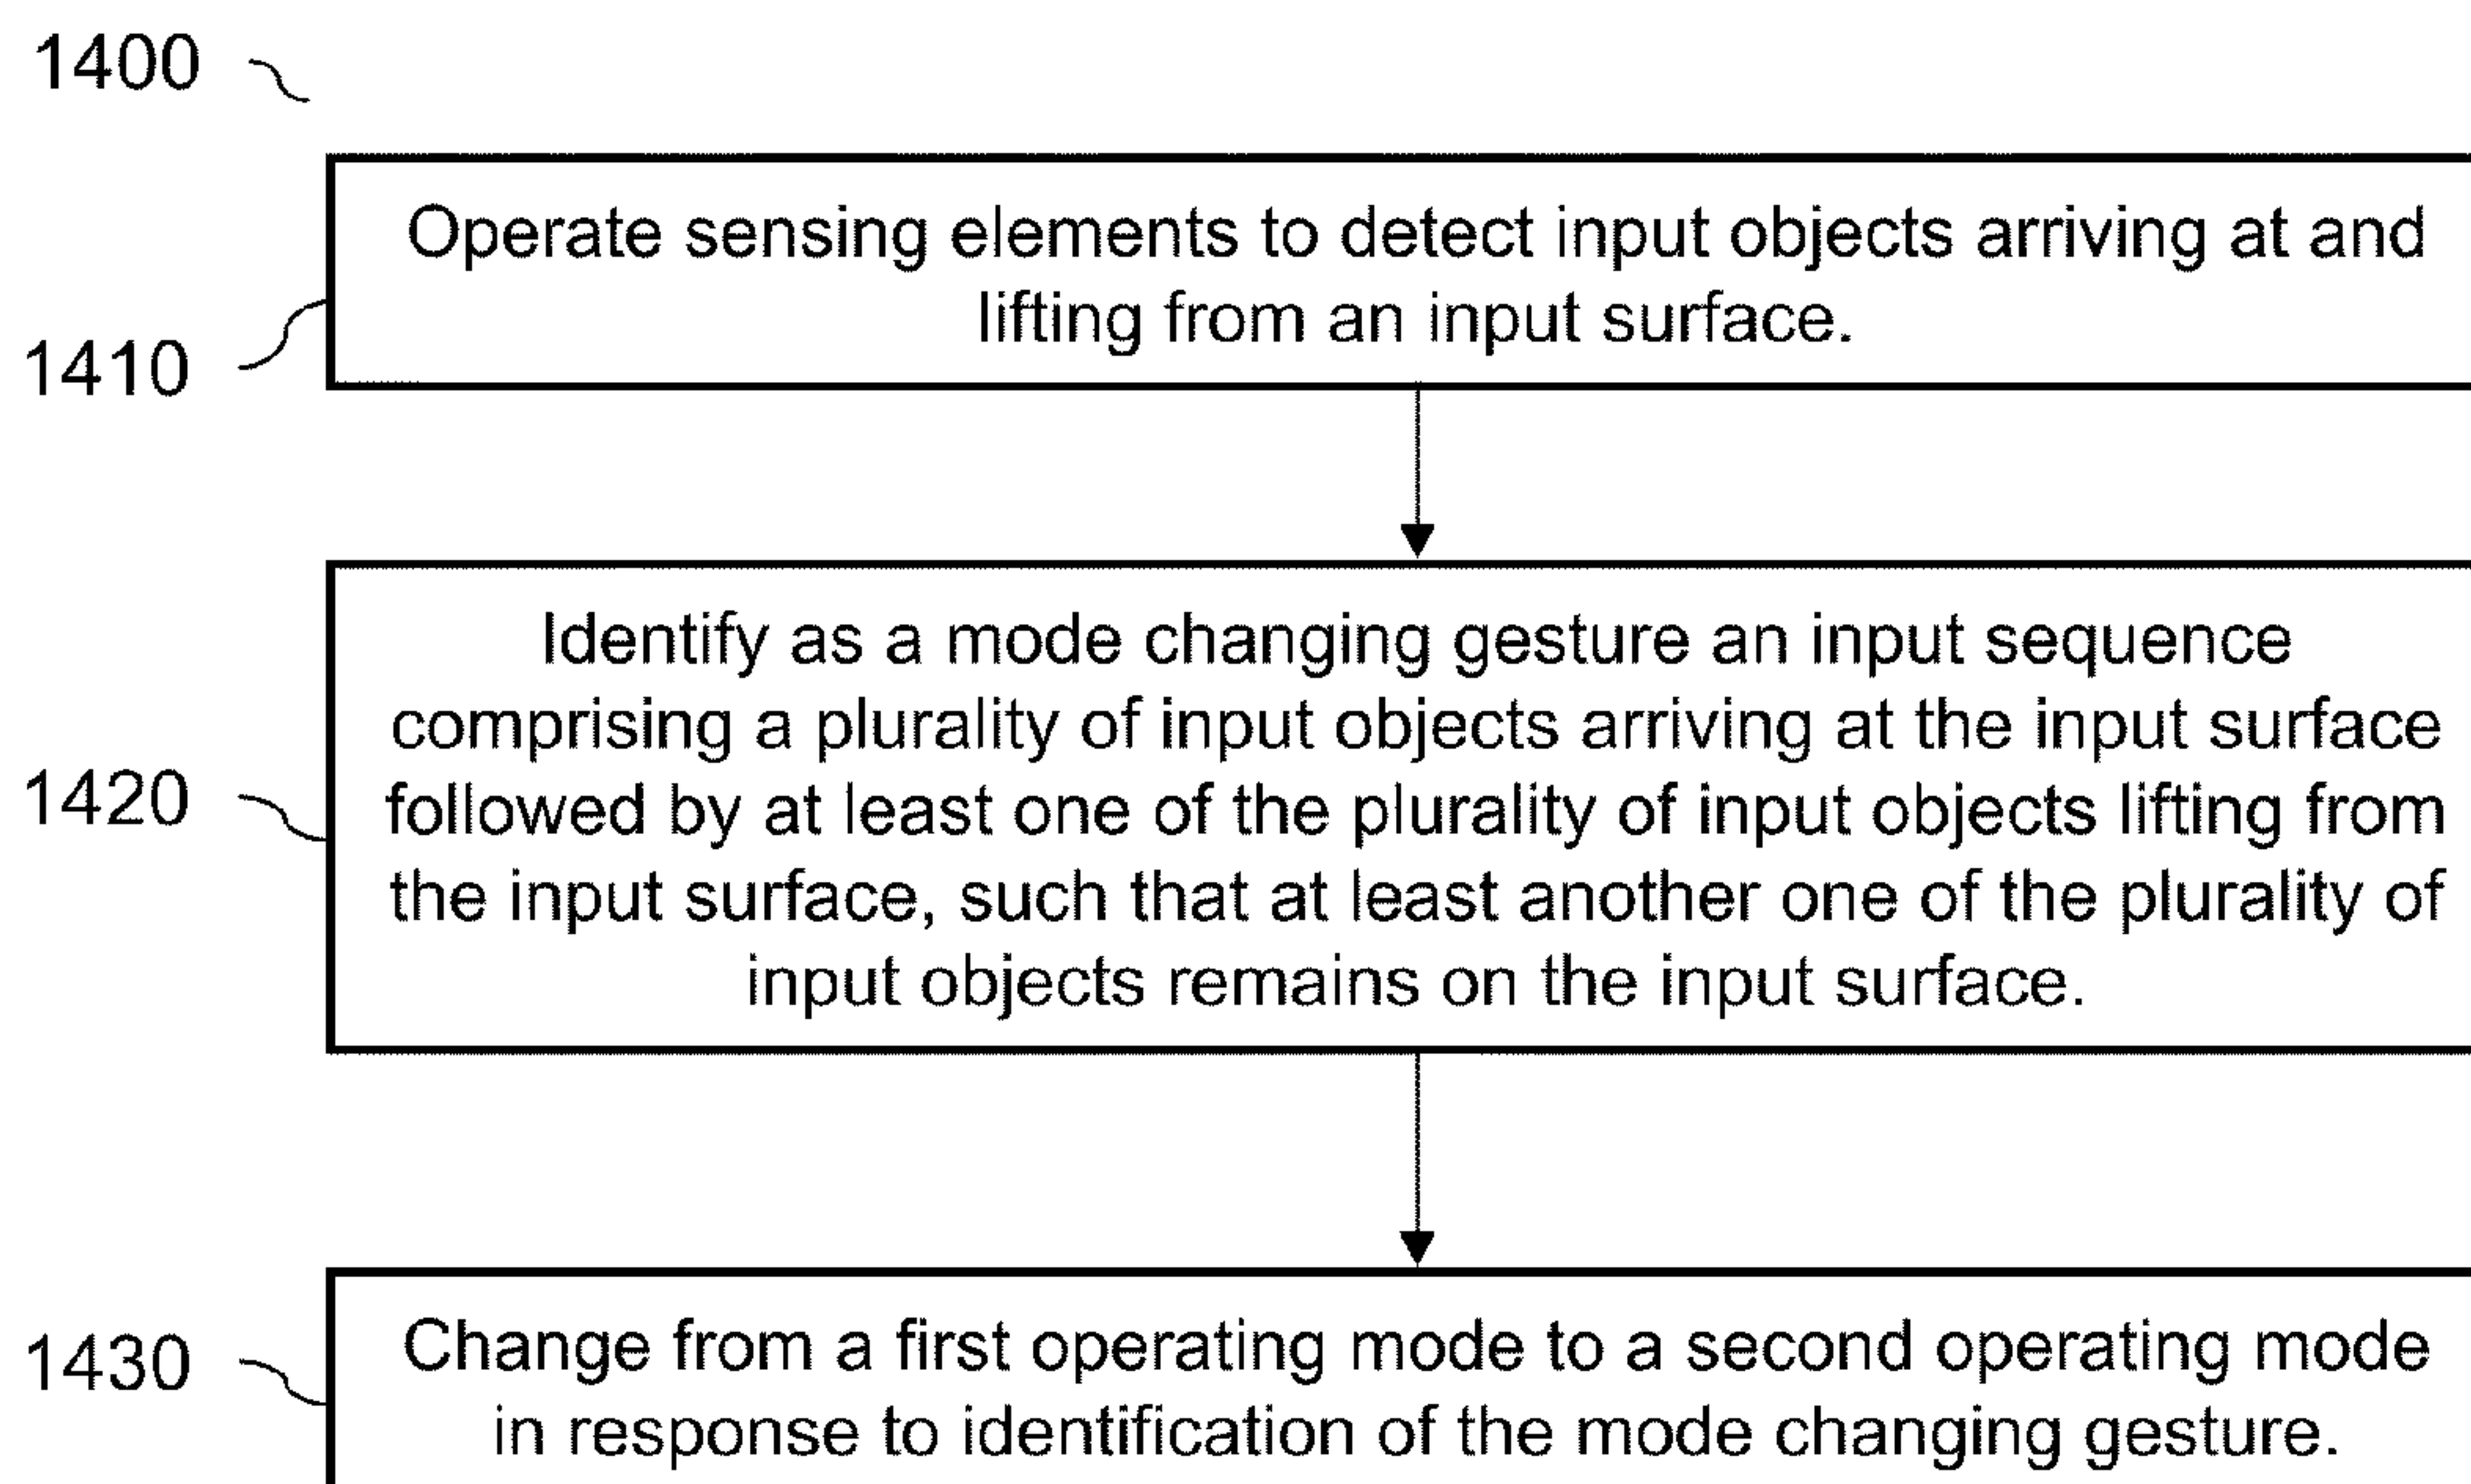 1400
Operate sensing elements to detect input objects arriving at and
lifting from an input surface.
1410
Identify as a mode changing gesture an input sequence
comprising a plurality of input objects arriving at the input surface
followed by at least one of the plurality of input objects lifting from
the input surface, such that at least another one of the plurality of
input objects remains on the input surface.
1420
Change from a first operating mode to a second operating mode
in response to identification of the mode changing gesture.
1430